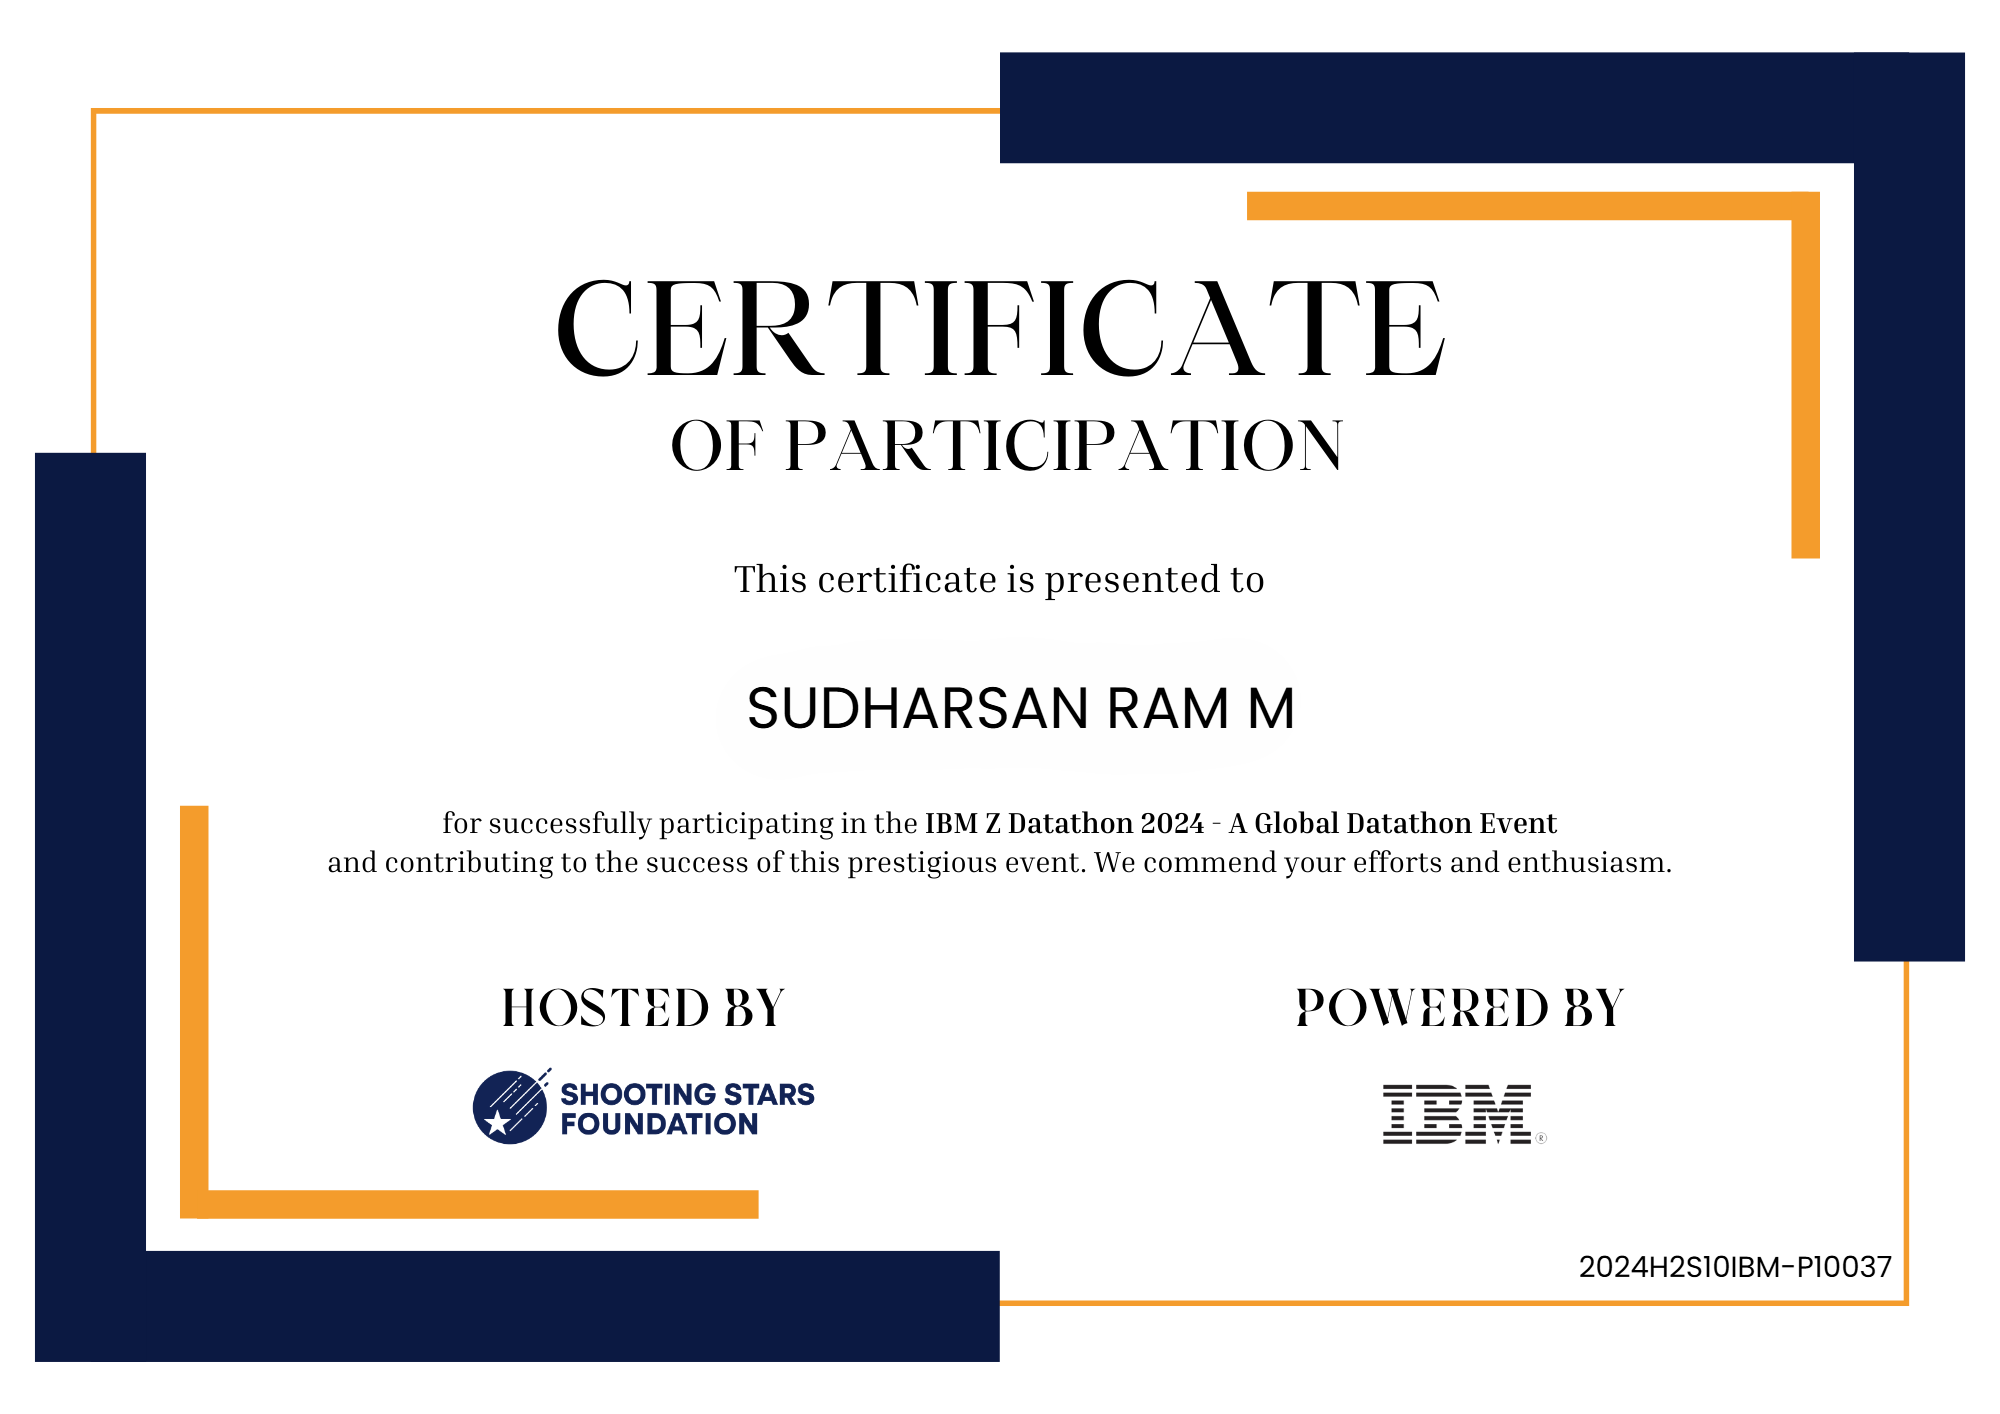 CERTIFICATE
OF PARTICIPATION
This certificate is presented to
SUDHARSAN RAM M
for successfully participating in the IBM Z Datathon 2024 - A Global Datathon Event
and contributing to the success of this prestigious event. We commend your efforts and enthusiasm.
HOSTED BY
SHOOTING STARS
FOUNDATION
POWERED BY
IBM®
2024H2S10IBM-P10037